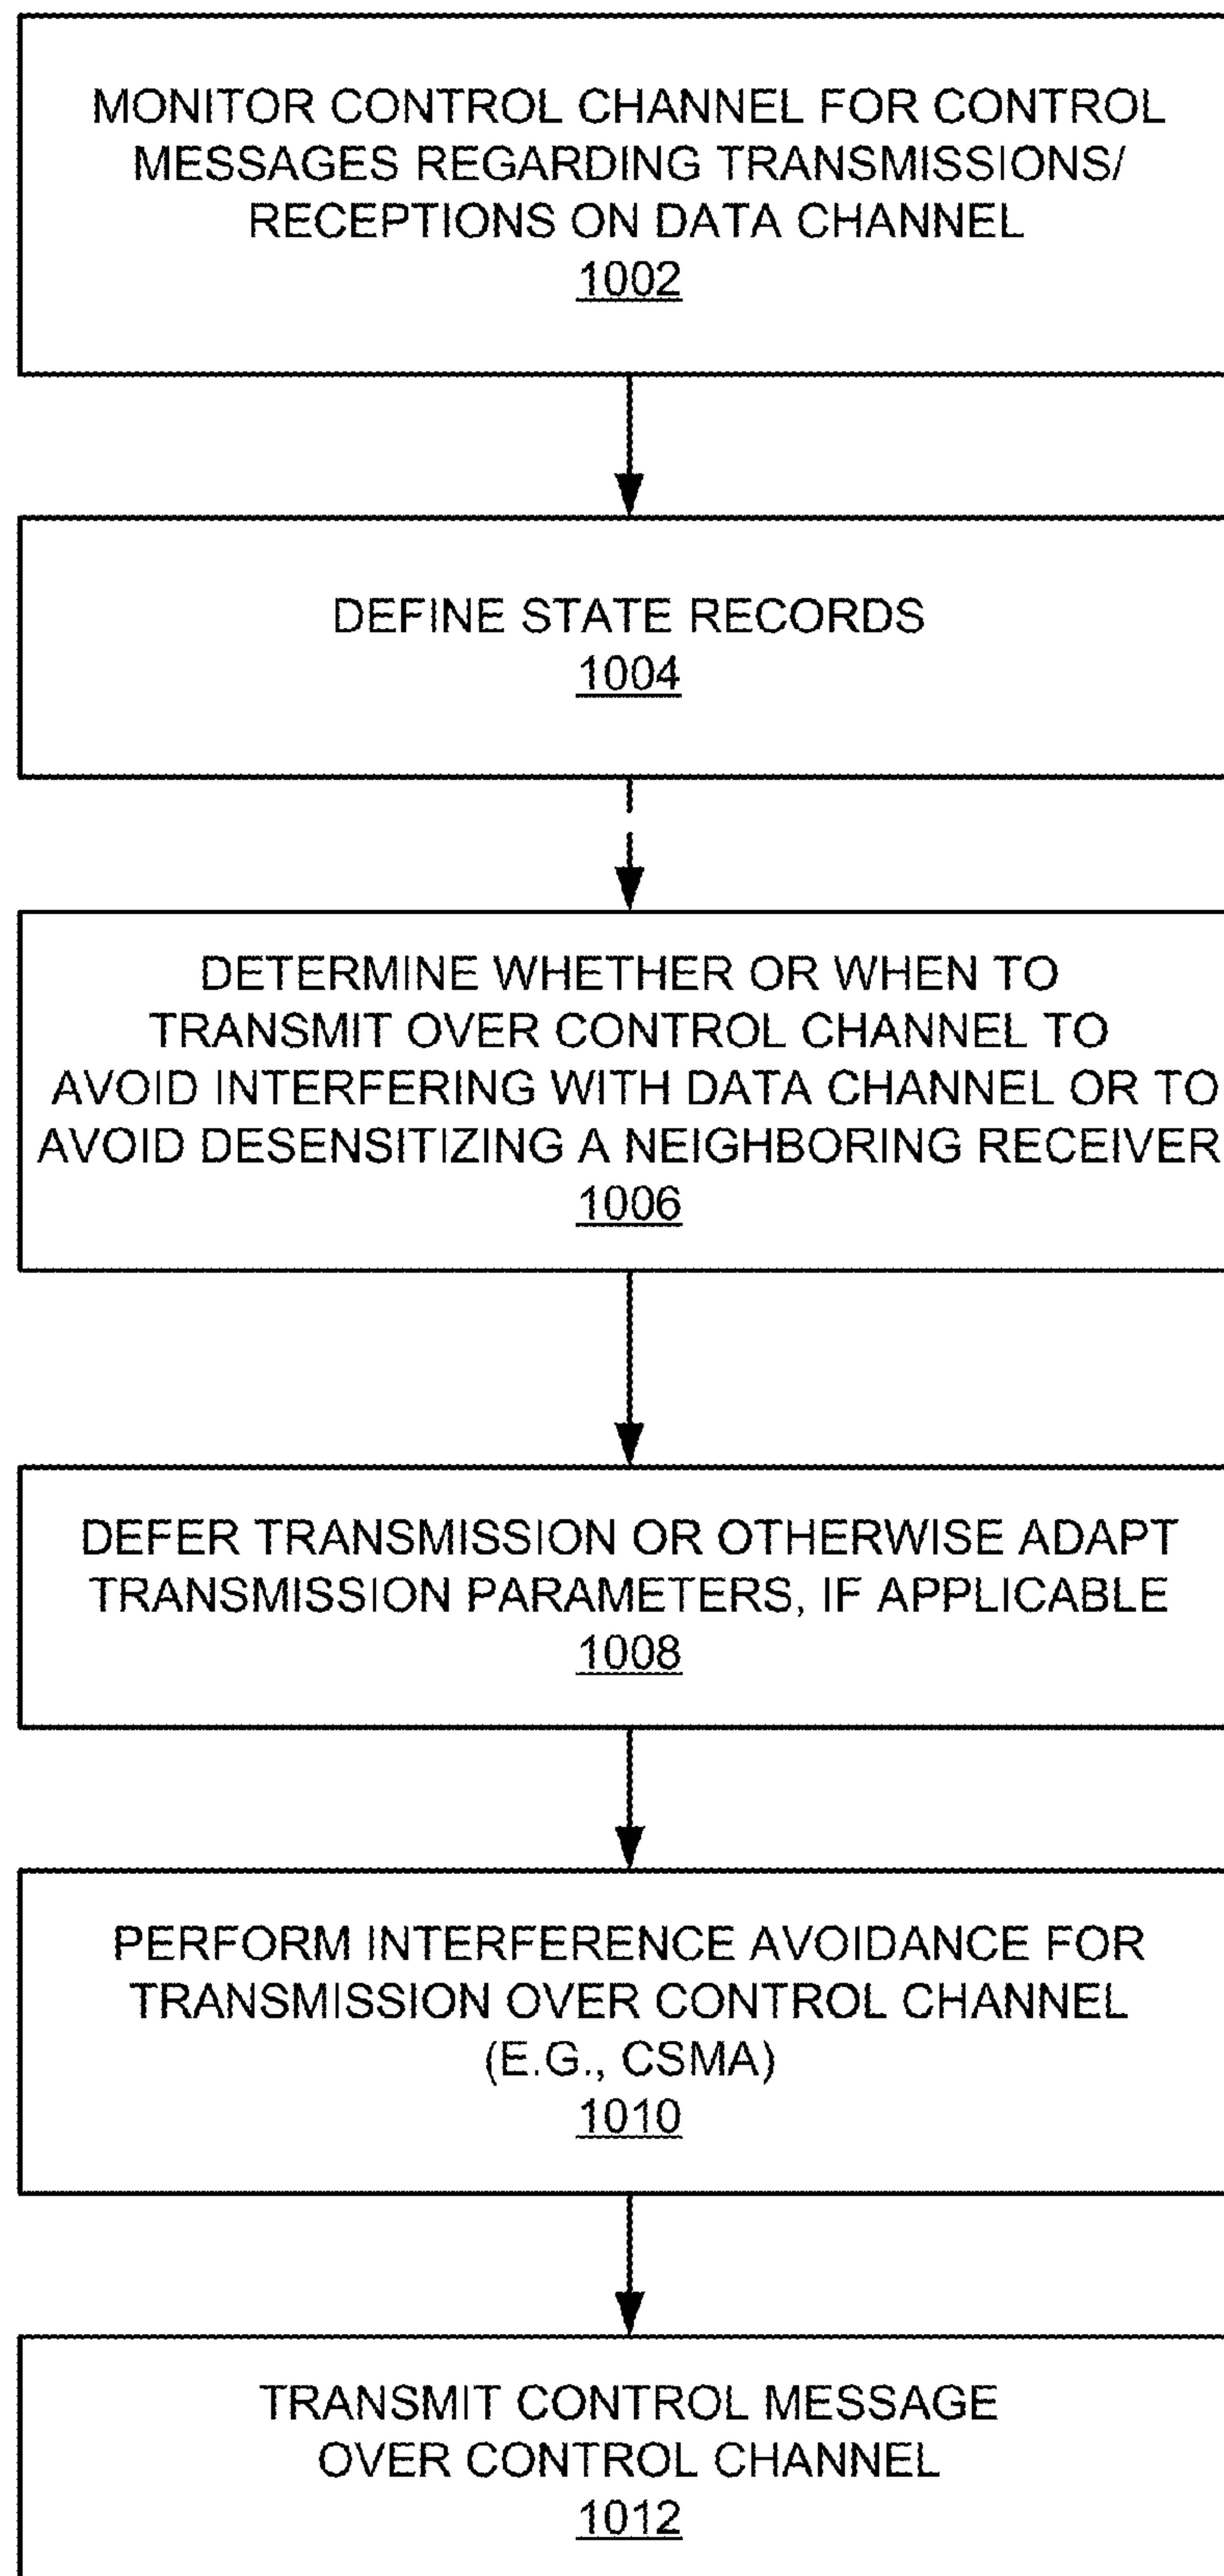 MONITOR CONTROL CHANNEL FOR CONTROL
MESSAGES REGARDING TRANSMISSIONS/
RECEPTIONS ON DATA CHANNEL
1002
DEFINE STATE RECORDS
1004
DETERMINE WHETHER OR WHEN TO
TRANSMIT OVER CONTROL CHANNEL TO
AVOID INTERFERING WITH DATA CHANNEL OR TO
AVOID DESENSITIZING A NEIGHBORING RECEIVER
1006
DEFER TRANSMISSION OR OTHERWISE ADAPT
TRANSMISSION PARAMETERS, IF APPLICABLE
1008
PERFORM INTERFERENCE AVOIDANCE FOR
TRANSMISSION OVER CONTROL CHANNEL
(E.G., CSMA)
1010
TRANSMIT CONTROL MESSAGE
OVER CONTROL CHANNEL
1012